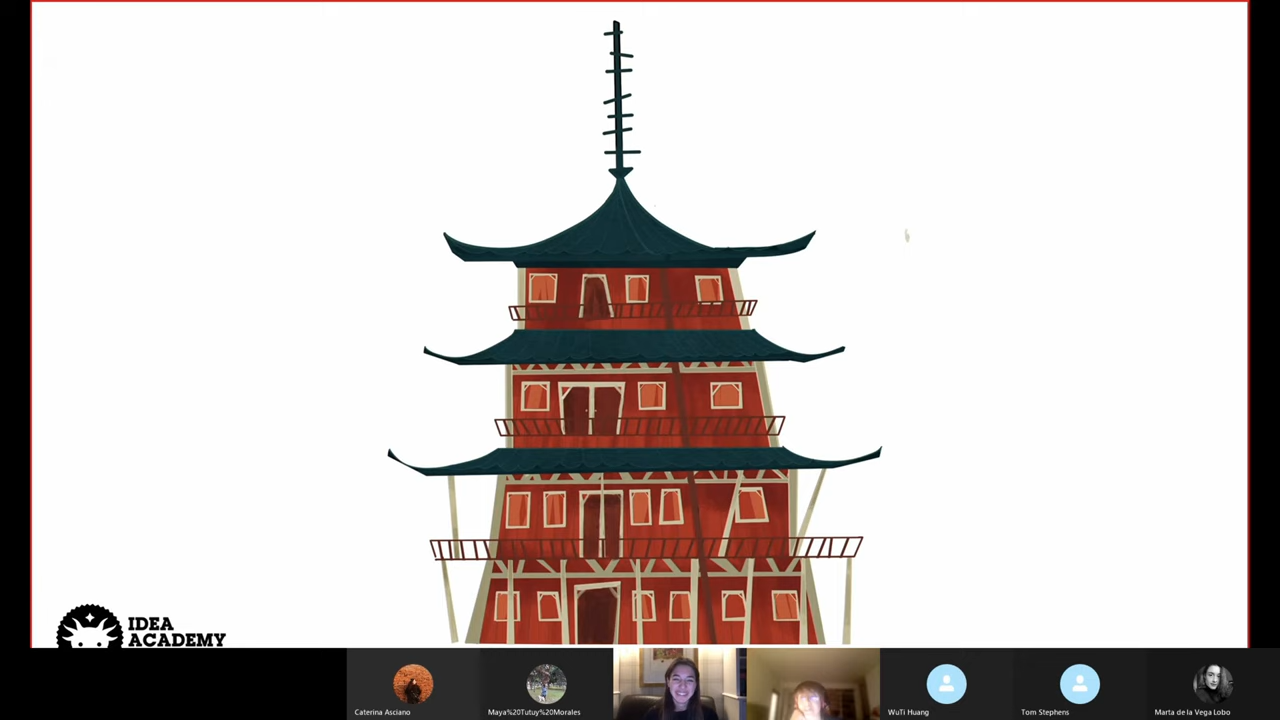 IDEA
ACADEMY
Caterina Asciano
Maya%20Tutuy%20Morales
WuTi Huang
Tom Stephens
Marta de la Vega Lobo